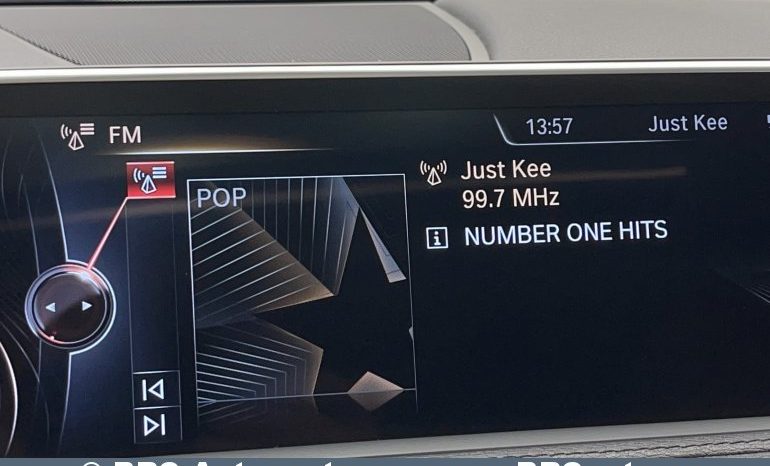 FM
13:57
Just Kee
POP
Just Kee
99.7 MHz
NUMBER ONE HITS